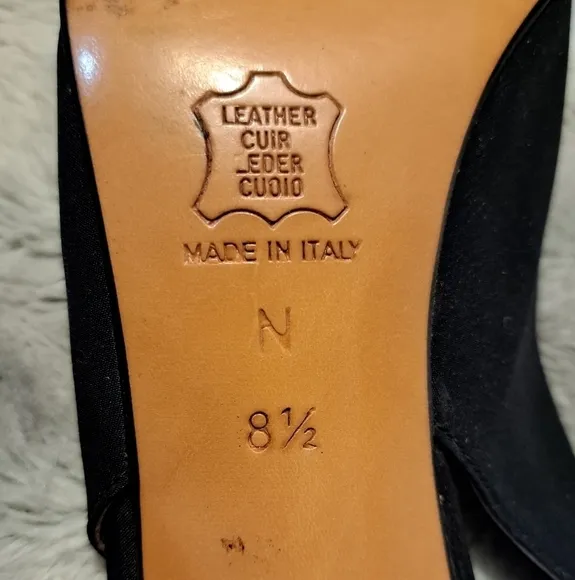 LEATHER
CUIR
LEDER
CUOIO
MADE IN ITALY
N
8½